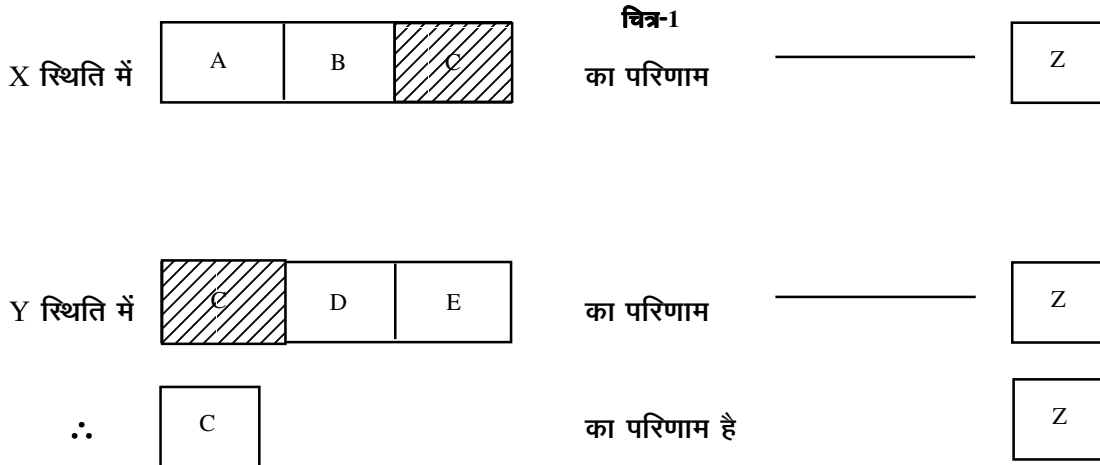 चित्र-1
X स्थिति में A B C का परिणाम Z
Y स्थिति में C D E का परिणाम Z
∴ C का परिणाम है Z